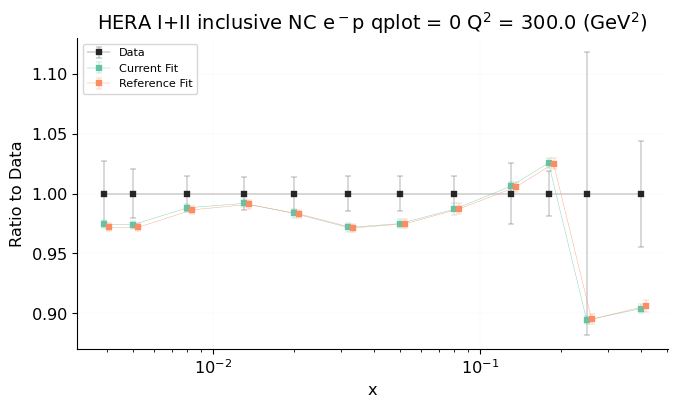 HERA I+II inclusive NC e⁻p qplot = 0 Q² = 300.0 (GeV²)
Data
Current Fit
Reference Fit
Ratio to Data
1.10
1.05
1.00
0.95
0.90
10⁻²
10⁻¹
x